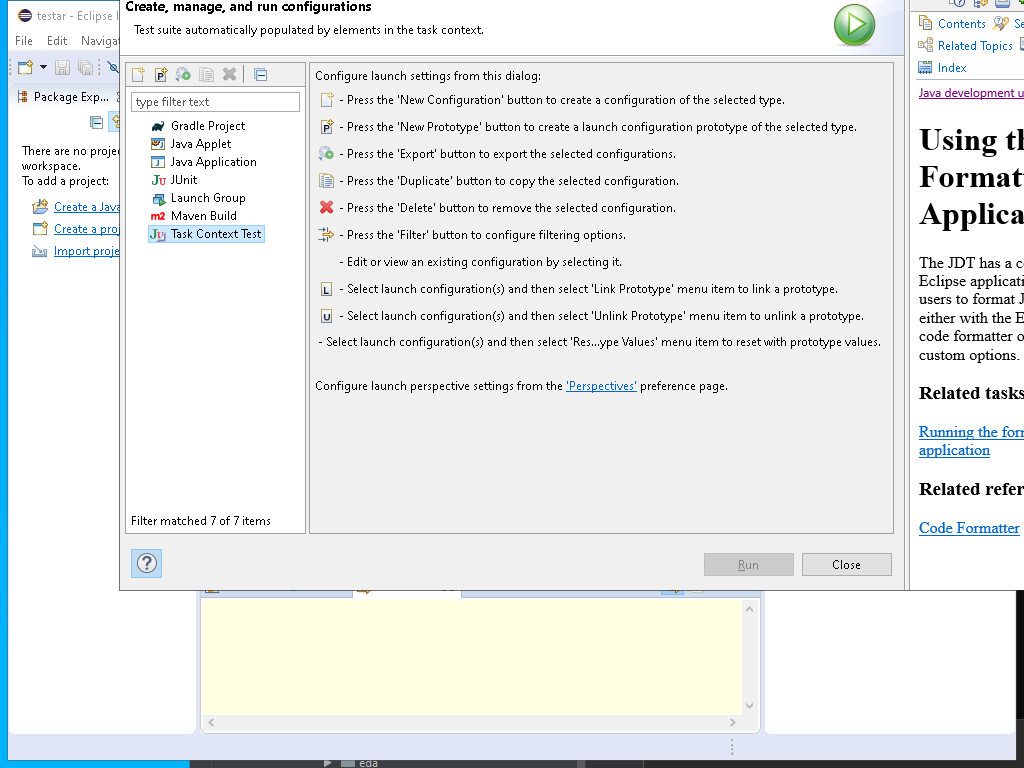 testar - Eclipse I
File Edit Navigat
Package Exp...
There are no projec
workspace.
To add a project:
Create a Java
Create a proj
Import proje
Create, manage, and run configurations
Test suite automatically populated by elements in the task context.
type filter text
Gradle Project
Java Applet
Java Application
JUnit
Launch Group
Maven Build
Task Context Test
Filter matched 7 of 7 items
Configure launch settings from this dialog:
- Press the 'New Configuration' button to create a configuration of the selected type.
- Press the 'New Prototype' button to create a launch configuration prototype of the selected type.
- Press the 'Export' button to export the selected configurations.
- Press the 'Duplicate' button to copy the selected configuration.
- Press the 'Delete' button to remove the selected configuration.
- Press the 'Filter' button to configure filtering options.
- Edit or view an existing configuration by selecting it.
- Select launch configuration(s) and then select 'Link Prototype' menu item to link a prototype.
- Select launch configuration(s) and then select 'Unlink Prototype' menu item to unlink a prototype.
- Select launch configuration(s) and then select 'Res...ype Values' menu item to reset with prototype values.
Configure launch perspective settings from the 'Perspectives' preference page.
Run Close
Contents Se
Related Topics
Index
Java development u
Using th
Formatt
Applica
The JDT has a co
Eclipse applicati
users to format J
either with the E
code formatter o
custom options.
Related tasks
Running the form
application
Related refer
Code Formatter
eda